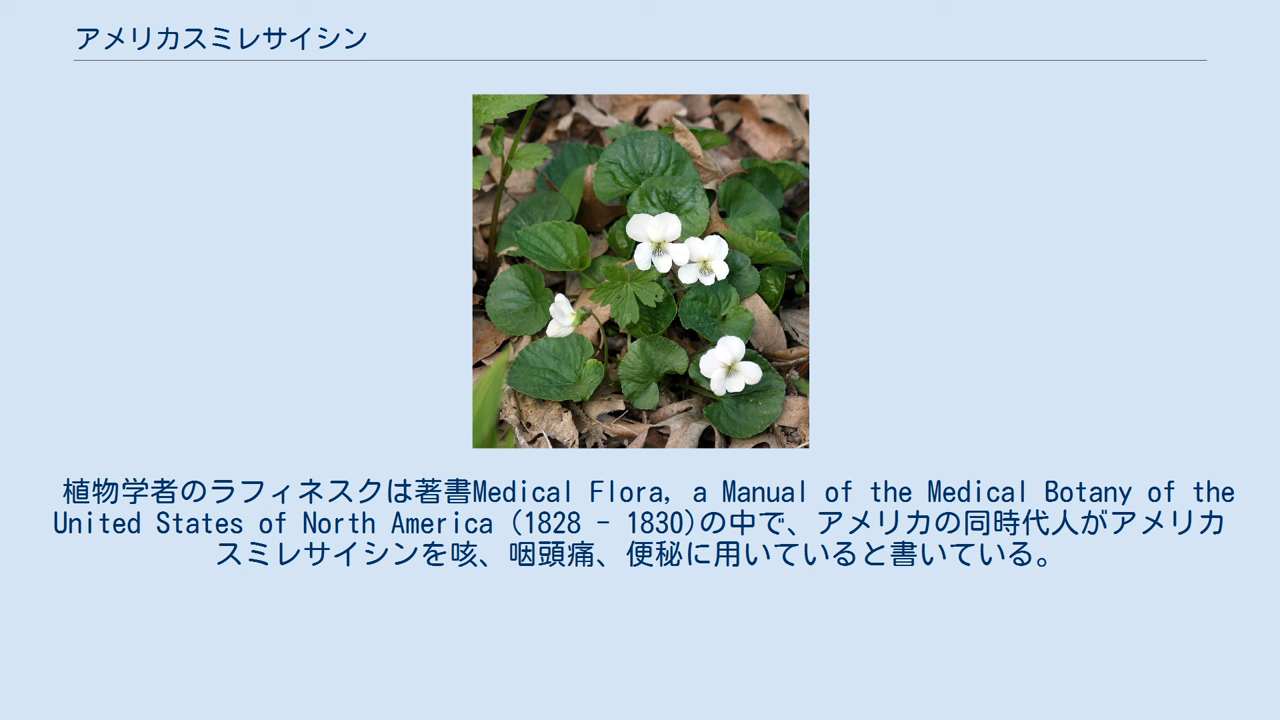 アメリカスミレサイシン
植物学者のラフィネスクは著書Medical Flora, a Manual of the Medical Botany of the
United States of North America (1828 - 1830)の中で、アメリカの同時代人がアメリカ
スミレサイシンを咳、咽頭痛、便秘に用いていると書いている。